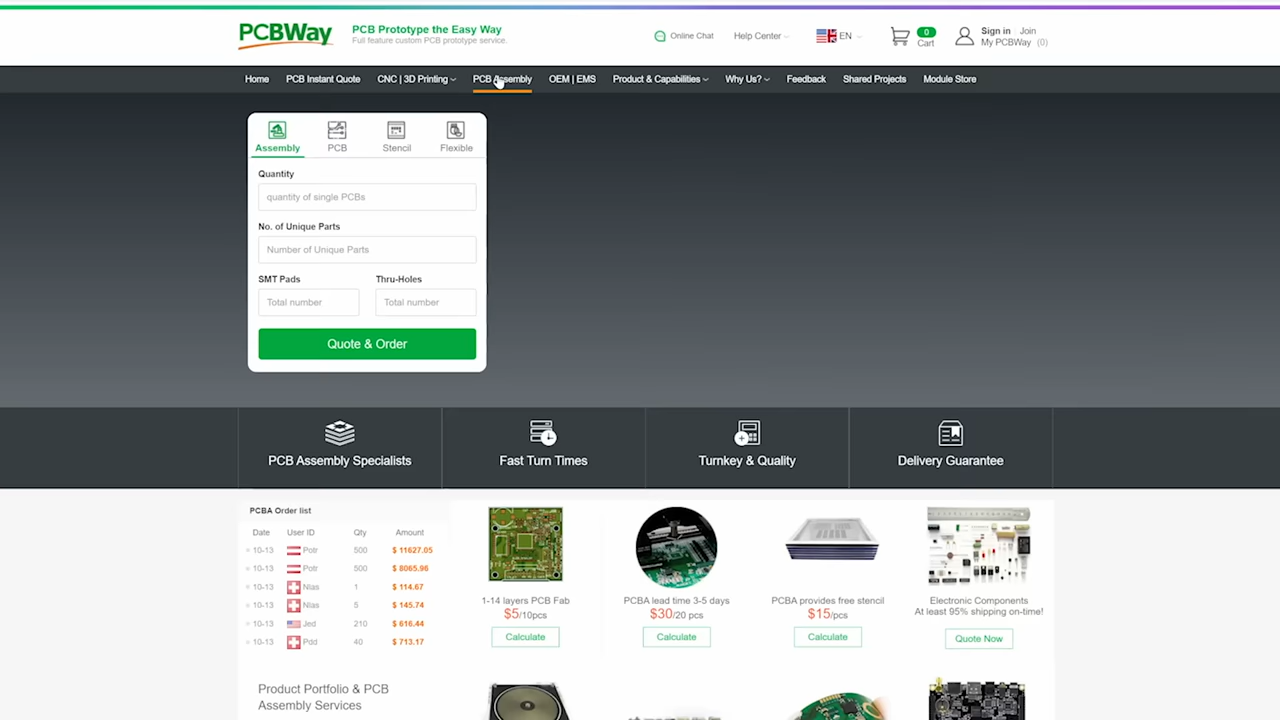 PCBWay
PCB Prototype the Easy Way
Full feature custom PCB prototype service.
Online Chat
Help Center
EN
0
Cart
Sign in Join
My PCBWay (0)
Home
PCB Instant Quote
CNC | 3D Printing
PCB Assembly
OEM | EMS
Product & Capabilities
Why Us?
Feedback
Shared Projects
Module Store
Assembly
PCB
Stencil
Flexible
Quantity
quantity of single PCBs
No. of Unique Parts
Number of Unique Parts
SMT Pads
Thru-Holes
Total number
Total number
Quote & Order
PCB Assembly Specialists
Fast Turn Times
Turnkey & Quality
Delivery Guarantee
PCBA Order list
Date User ID Qty Amount
10-13 Potr 500 $ 11627.05
10-13 Potr 500 $ 8065.96
10-13 Nlas 1 $ 114.67
10-13 Nlas 5 $ 145.74
10-13 Jed 210 $ 616.44
10-13 Pdd 40 $ 713.17
1-14 layers PCB Fab
$5/10pcs
Calculate
PCBA lead time 3-5 days
$30/20 pcs
Calculate
PCBA provides free stencil
$15/pcs
Calculate
Electronic Components
At least 95% shipping on-time!
Quote Now
Product Portfolio & PCB
Assembly Services